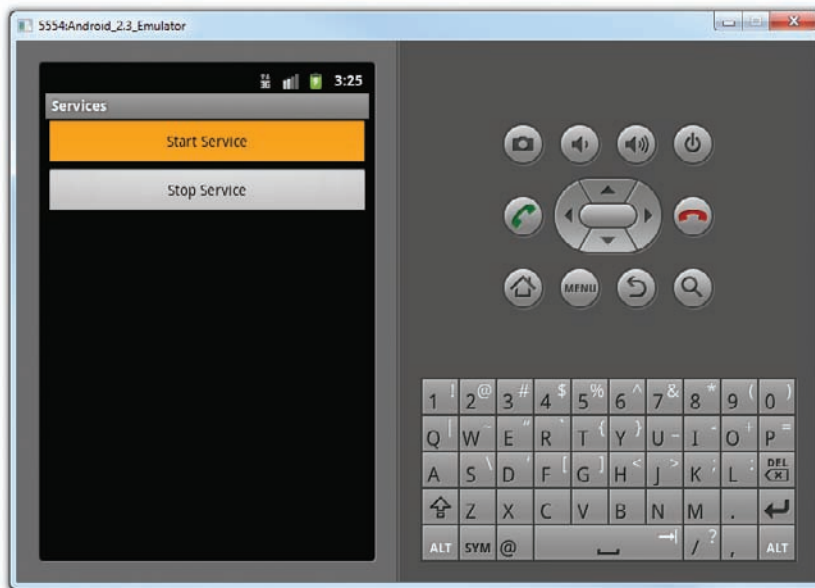 5554:Android_2.3_Emulator
3G 3:25
Services
Start Service
Stop Service
MENU
1 ! 2 @ 3 # 4 $ 5 % 6 ^ 7 & 8 * 9 ( 0 )
Q | W ~ E " R ` T { Y } U _ I - O + P =
A S \ D ' F [ G ] H < J > K ; L : DEL
Z X C V B N M .
ALT SYM @ / ? , ALT